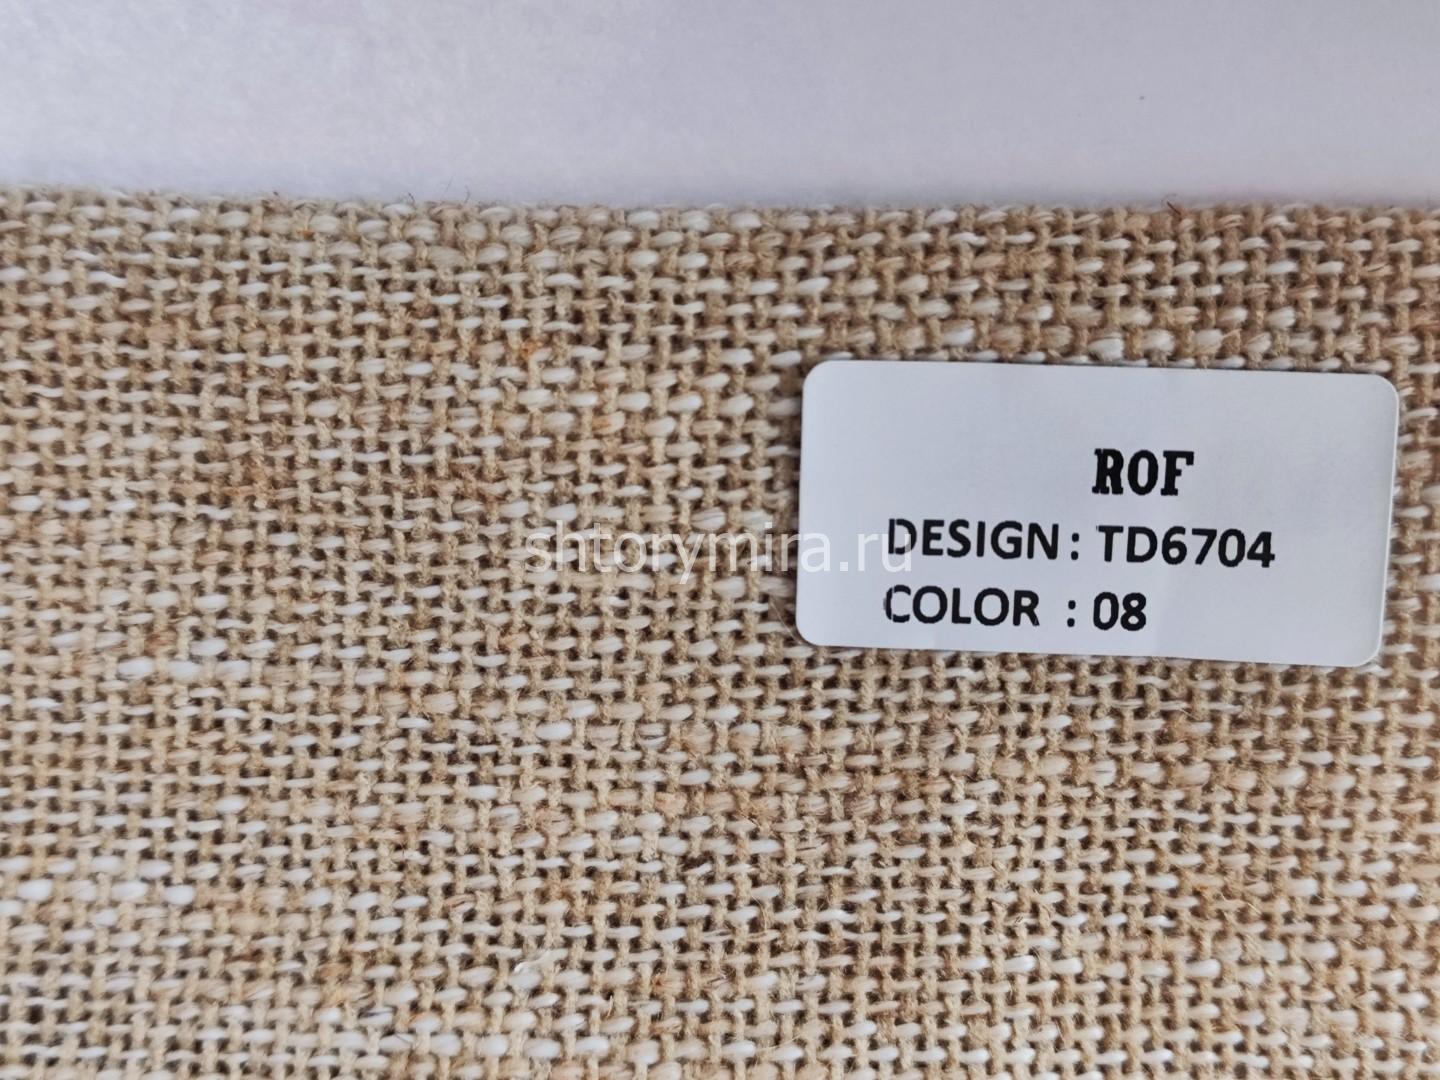 ROF
DESIGN : TD6704
COLOR : 08
shtorymira.ru